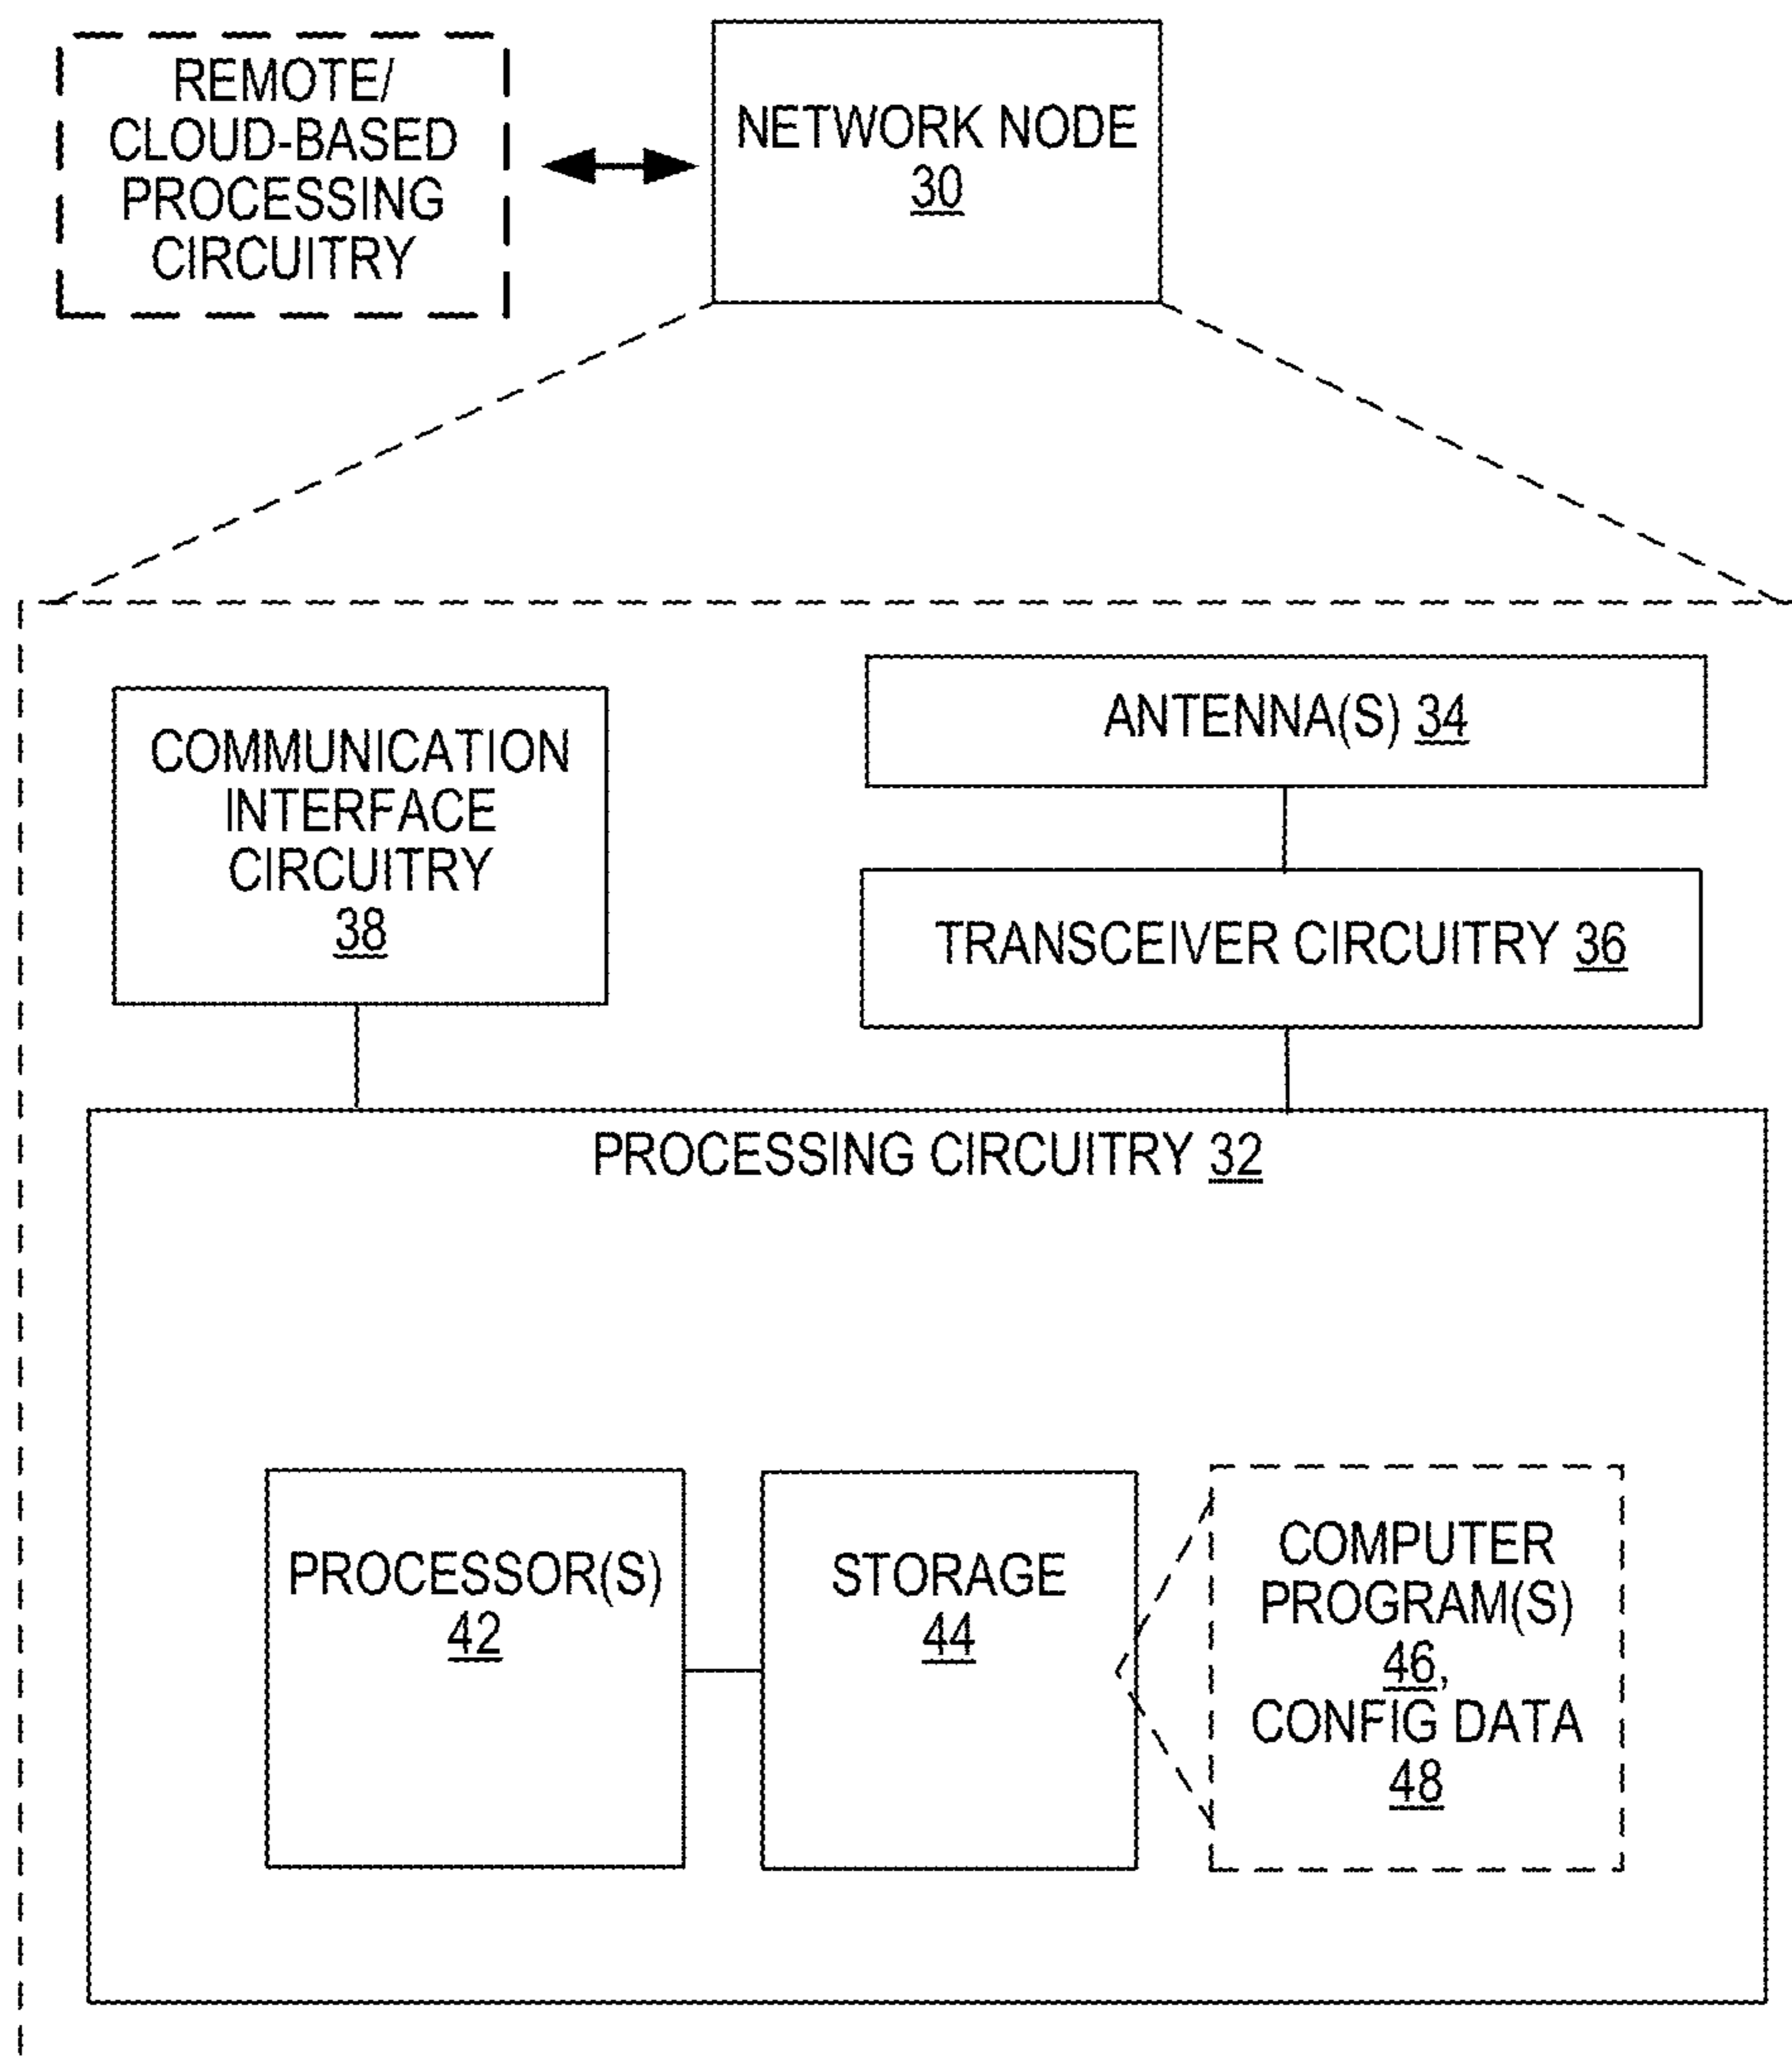 REMOTE/
CLOUD-BASED
PROCESSING
CIRCUITRY
NETWORK NODE
30
COMMUNICATION
INTERFACE
CIRCUITRY
38
ANTENNA(S) 34
TRANSCEIVER CIRCUITRY 36
PROCESSING CIRCUITRY 32
PROCESSOR(S)
42
STORAGE
44
COMPUTER
PROGRAM(S)
46,
CONFIG DATA
48